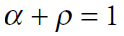 α + ρ = 1